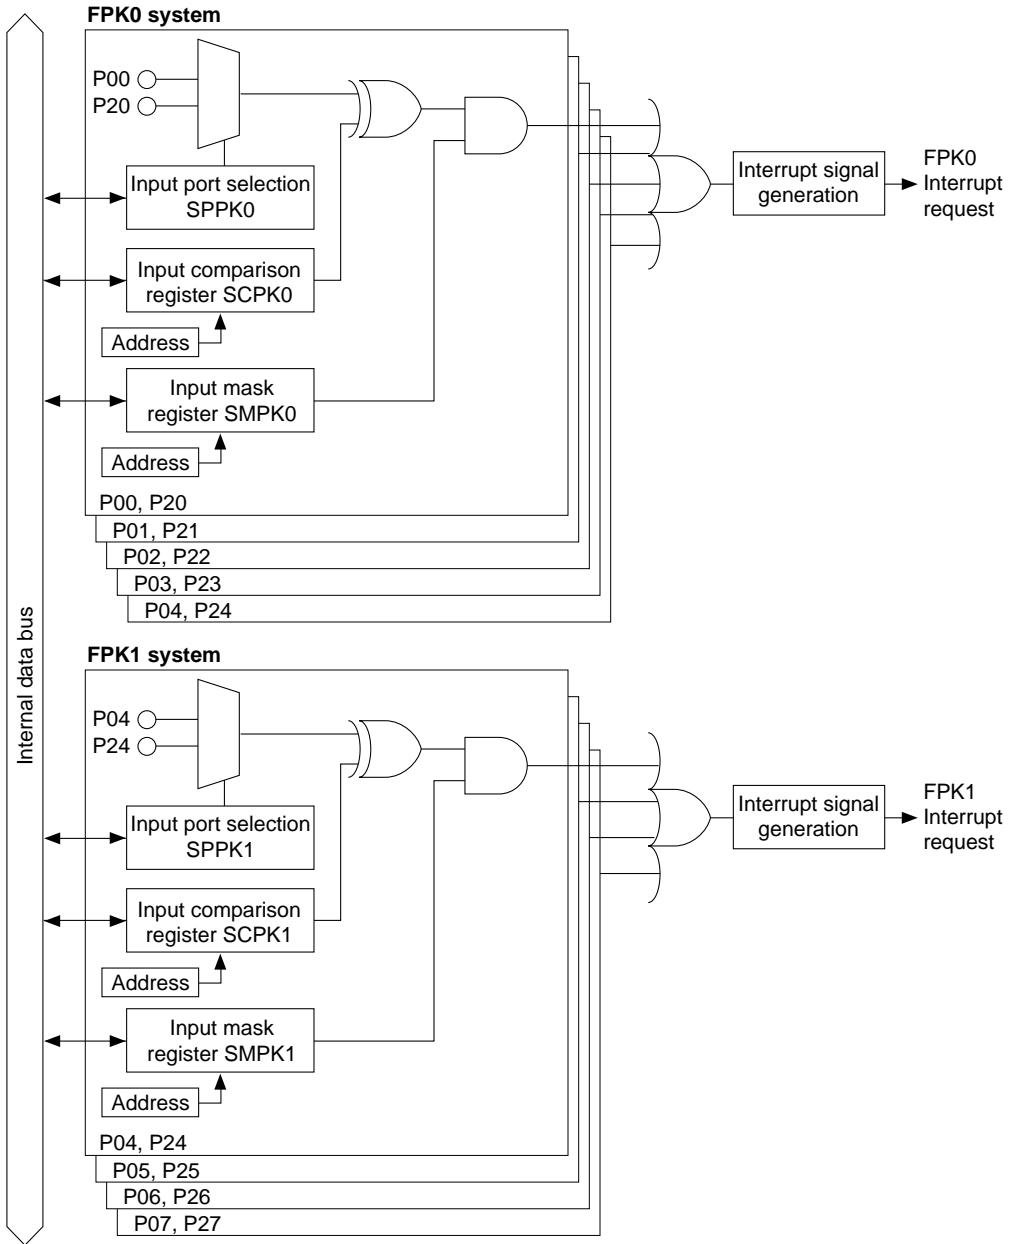 FPK0 system
P00
P20
Input port selection
SPPK0
Input comparison
register SCPK0
Address
Input mask
register SMPK0
Address
P00, P20
P01, P21
P02, P22
P03, P23
P04, P24
Interrupt signal
generation
FPK0
Interrupt
request
Internal data bus
FPK1 system
P04
P24
Input port selection
SPPK1
Input comparison
register SCPK1
Address
Input mask
register SMPK1
Address
P04, P24
P05, P25
P06, P26
P07, P27
Interrupt signal
generation
FPK1
Interrupt
request